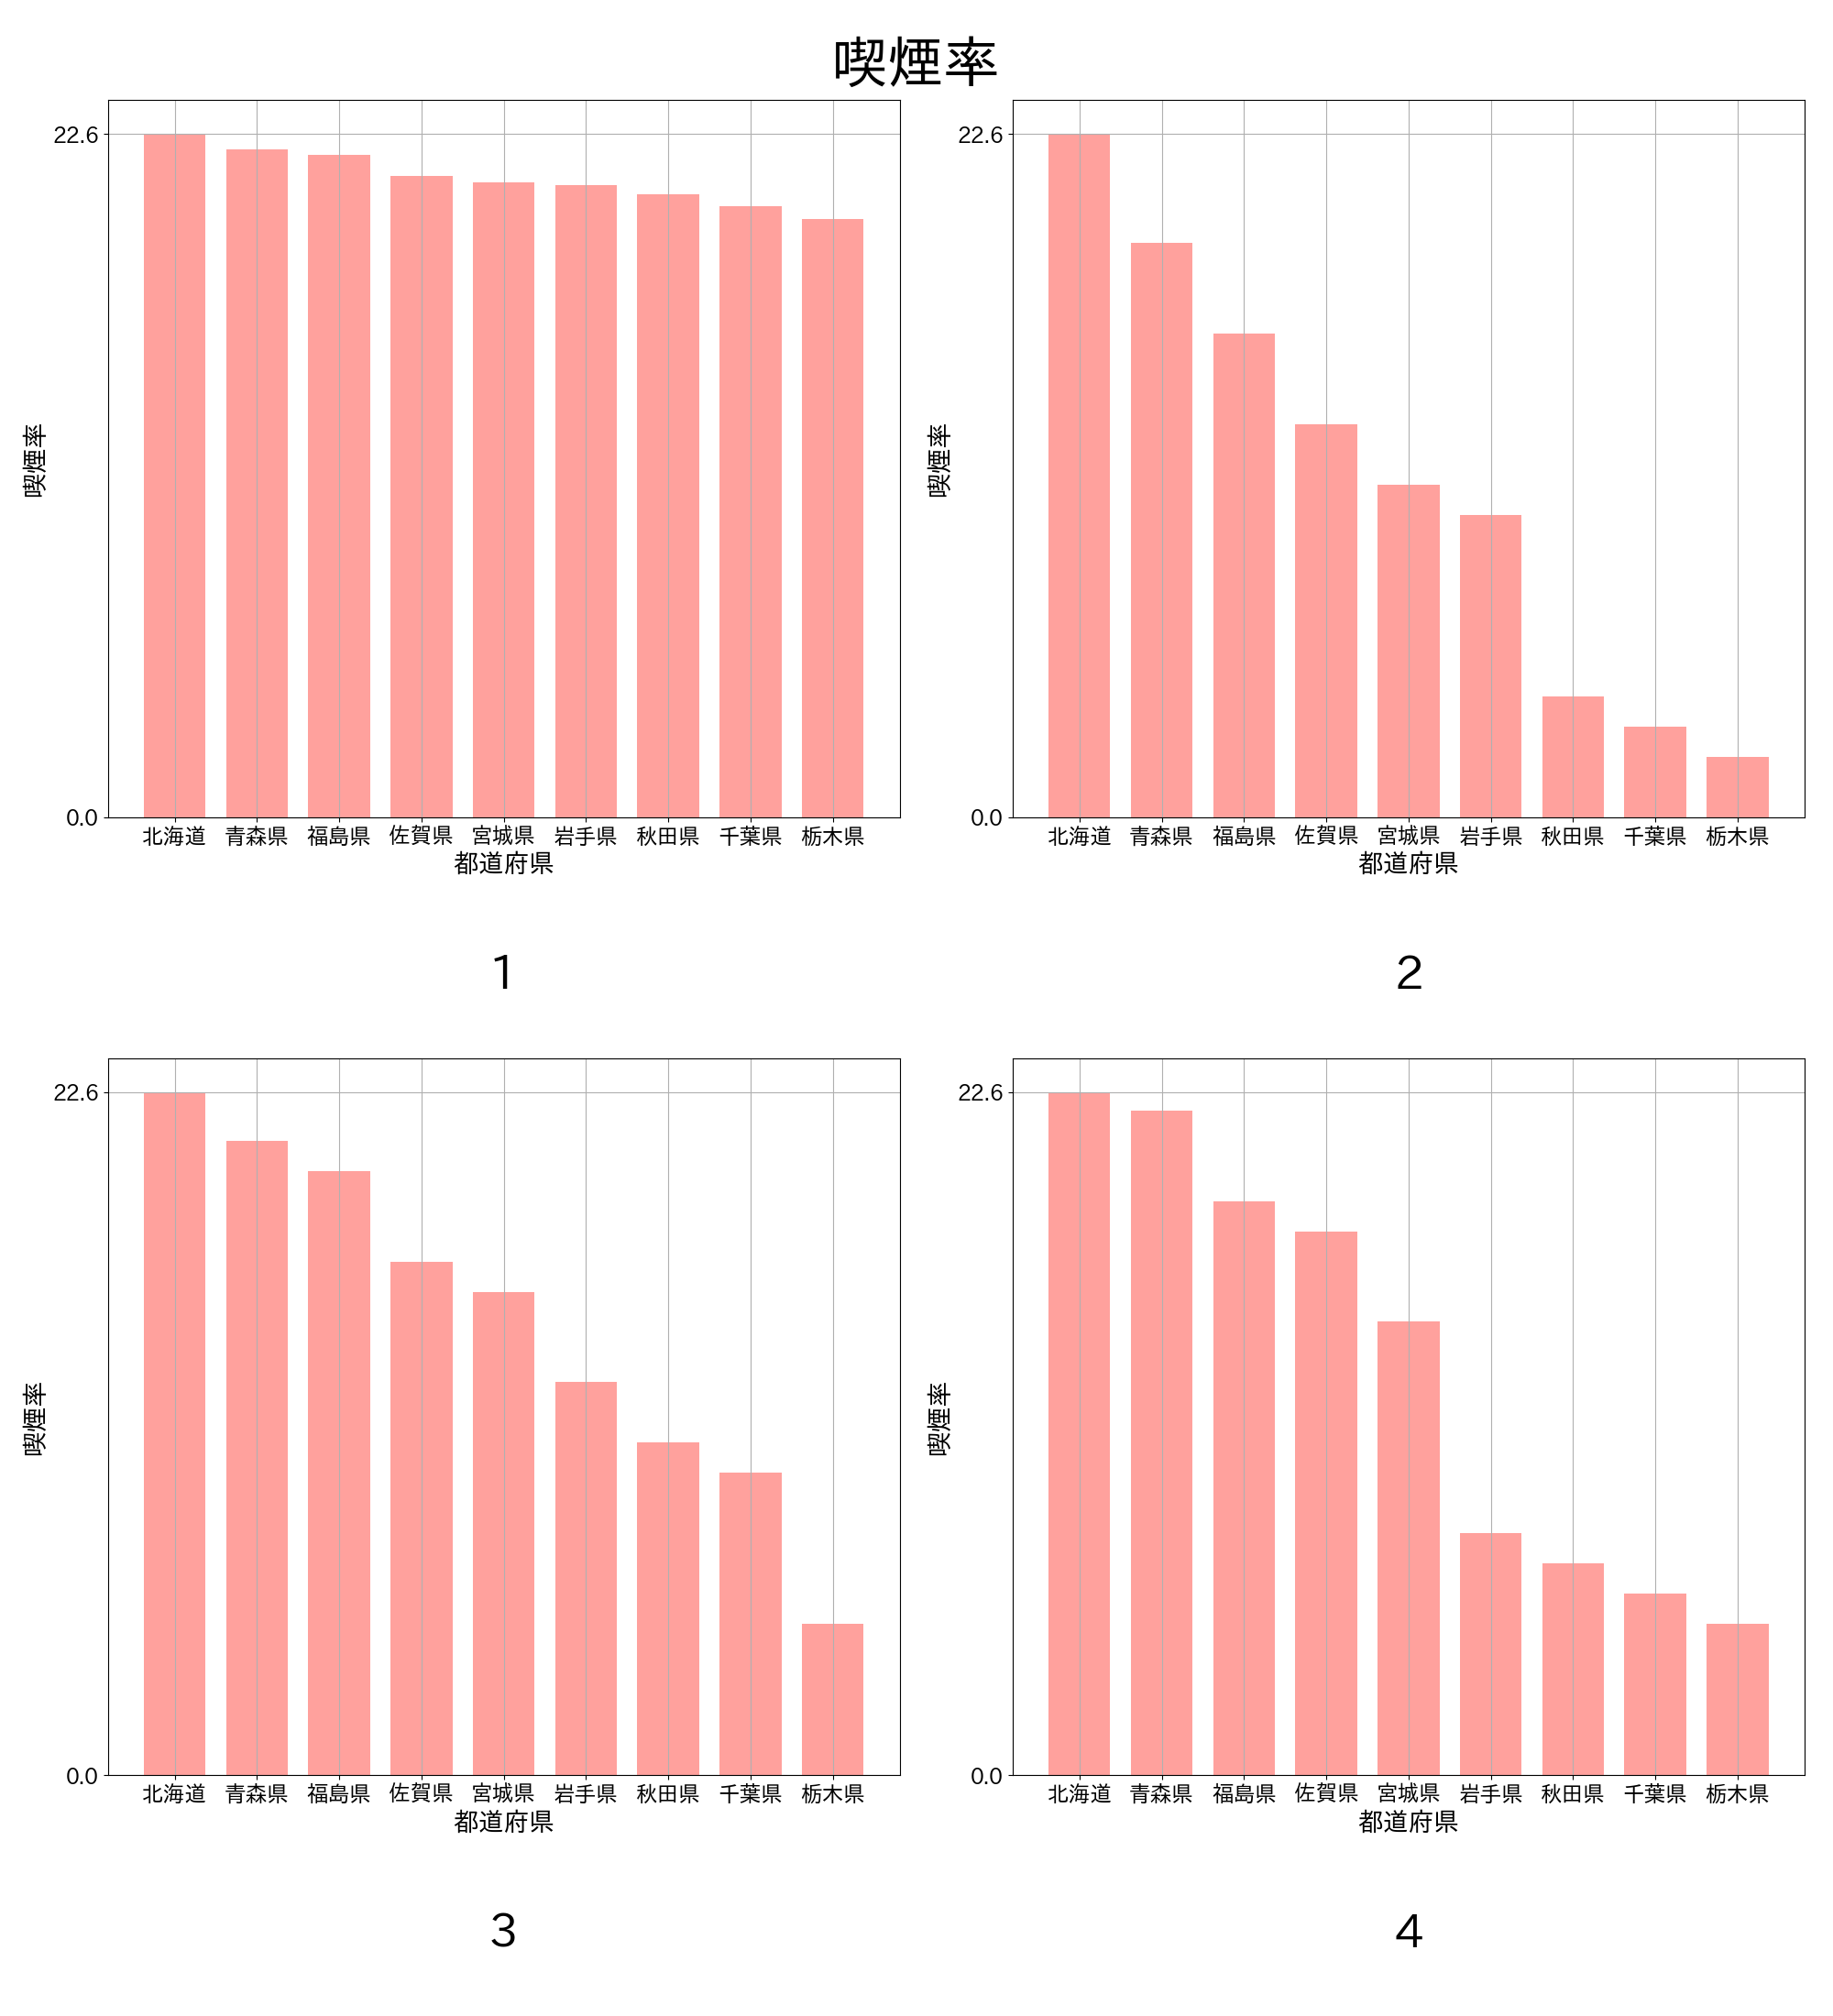 喫煙率
22.6
0.0
喫煙率
北海道 青森県 福島県 佐賀県 宮城県 岩手県 秋田県 千葉県 栃木県
都道府県
1
22.6
0.0
喫煙率
北海道 青森県 福島県 佐賀県 宮城県 岩手県 秋田県 千葉県 栃木県
都道府県
2
22.6
0.0
喫煙率
北海道 青森県 福島県 佐賀県 宮城県 岩手県 秋田県 千葉県 栃木県
都道府県
3
22.6
0.0
喫煙率
北海道 青森県 福島県 佐賀県 宮城県 岩手県 秋田県 千葉県 栃木県
都道府県
4